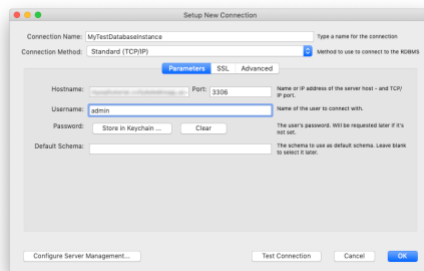 Setup New Connection
Connection Name: MyTestDatabaseInstance Type a name for the connection
Connection Method: Standard (TCP/IP) Method to use to connect to the RDBMS
Parameters SSL Advanced
Hostname: Port: 3306 Name or IP address of the server host - and TCP/
IP port.
Username: admin Name of the user to connect with.
Password: Store in Keychain ... Clear The user's password. Will be requested later if it's
not set.
Default Schema: The schema to use as default schema. Leave blank
to select it later.
Configure Server Management... Test Connection Cancel OK